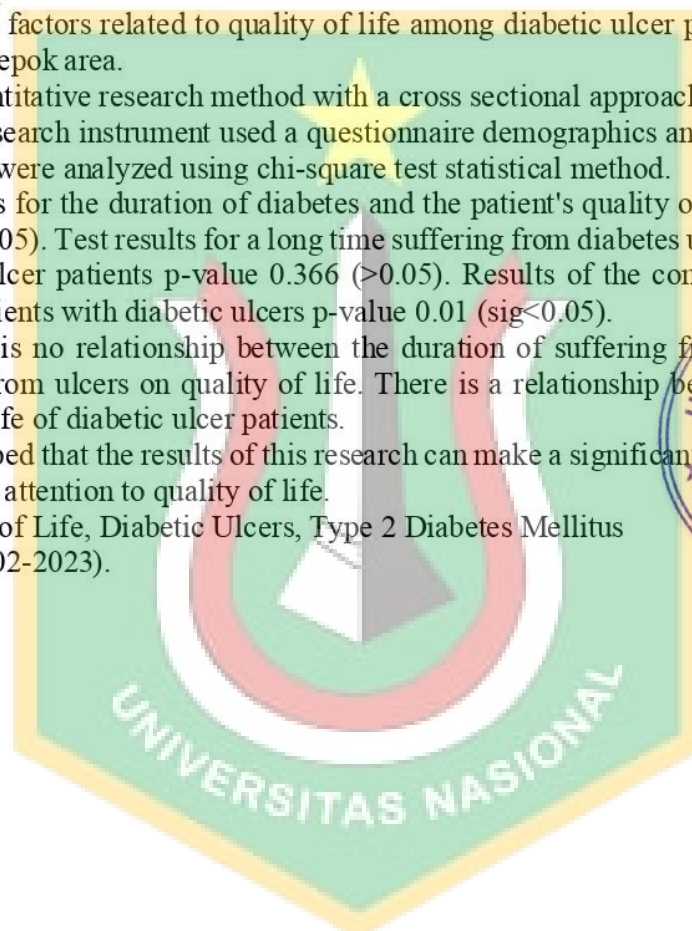 factors related to quality of life among diabetic ulcer p
epok area.
ntitative research method with a cross sectional approac
search instrument used a questionnaire demographics an
were analyzed using chi-square test statistical method.
s for the duration of diabetes and the patient's quality o
05). Test results for a long time suffering from diabetes u
lcer patients p-value 0.366 (>0.05). Results of the con
ients with diabetic ulcers p-value 0.01 (sig<0.05).
is no relationship between the duration of suffering f
from ulcers on quality of life. There is a relationship be
ife of diabetic ulcer patients.
ped that the results of this research can make a significan
attention to quality of life.
of Life, Diabetic Ulcers, Type 2 Diabetes Mellitus
02-2023).
UNIVERSITAS NASIONAL